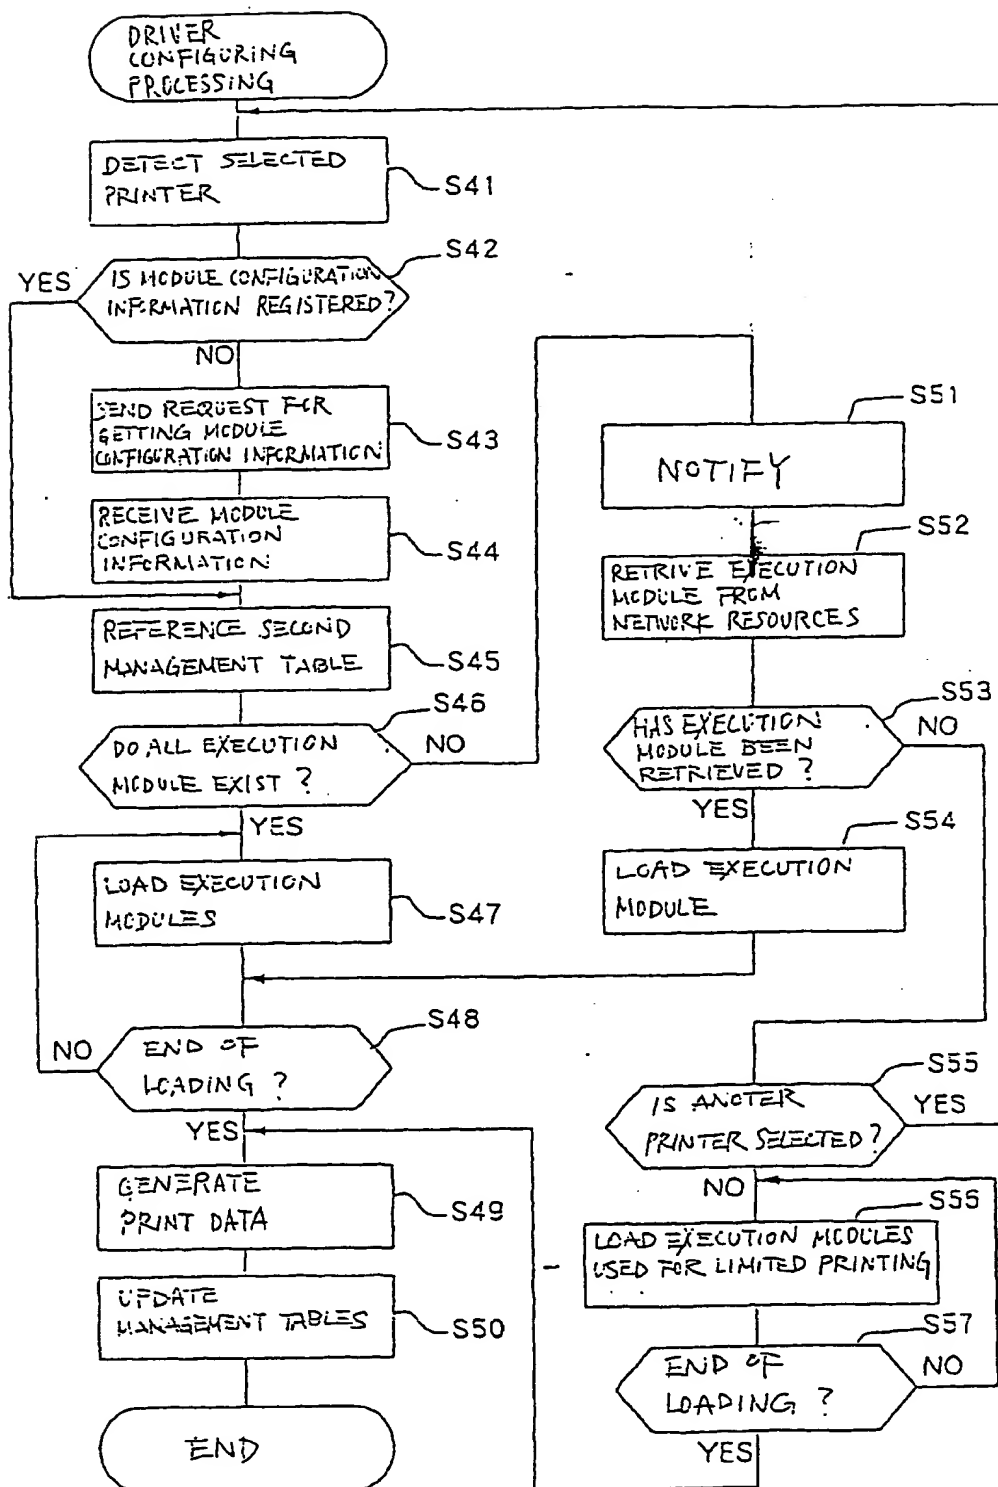 DRIVER
CONFIGURING
PROCESSING
DETECT SELECTED
PRINTER
S41
S42
YES
IS MODULE CONFIGURATION
INFORMATION REGISTERED?
NO
SEND REQUEST FOR
GETTING MODULE
CONFIGURATION INFORMATION
S43
RECEIVE MODULE
CONFIGURATION
INFORMATION
S44
REFERENCE SECOND
MANAGEMENT TABLE
S45
S46
DO ALL EXECUTION
MODULE EXIST ?
NO
YES
LOAD EXECUTION
MODULES
S47
S48
NO
END OF
LOADING ?
YES
GENERATE
PRINT DATA
S49
UPDATE
MANAGEMENT TABLES
S50
END
S51
NOTIFY
S52
RETRIVE EXECUTION
MODULE FROM
NETWORK RESOURCES
S53
HAS EXECUTION
MODULE BEEN
RETRIEVED ?
NO
YES
S54
LOAD EXECUTION
MODULE
S55
IS ANOTER
PRINTER SELECTED?
YES
NO
S56
LOAD EXECUTION MODULES
USED FOR LIMITED PRINTING
S57
END OF
LOADING ?
NO
YES